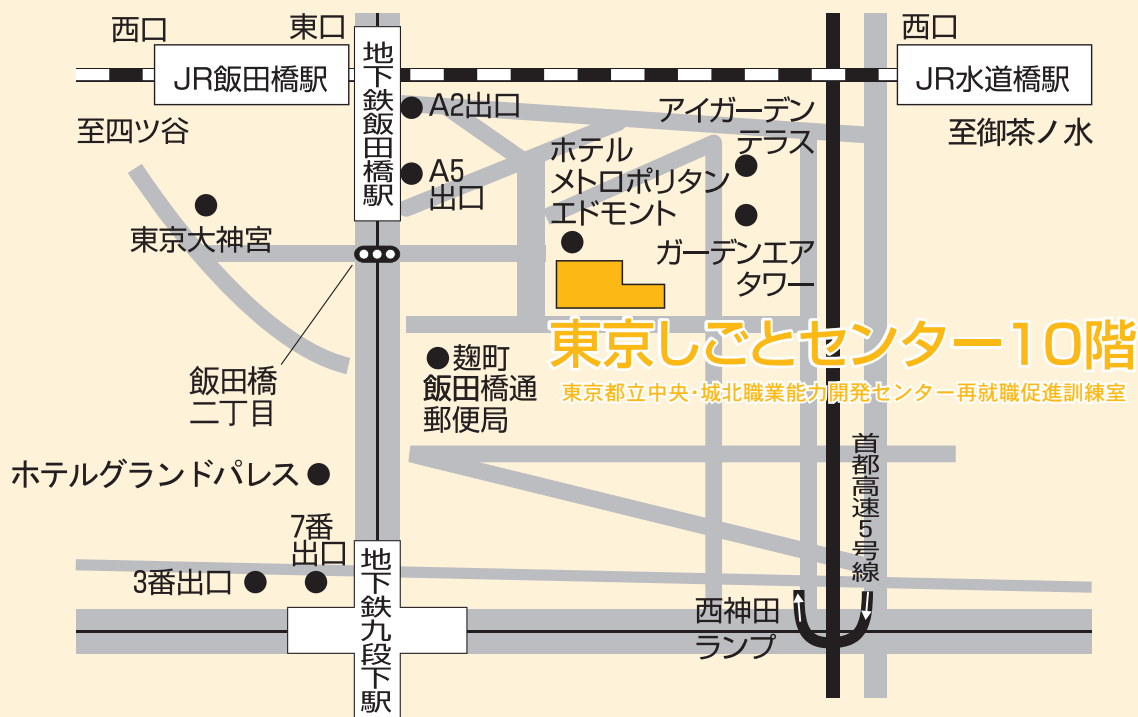 西口
東口
西口
JR飯田橋駅
地下鉄飯田橋駅
JR水道橋駅
至四ツ谷
A2出口
アイガーデン
テラス
至御茶ノ水
ホテル
メトロポリタン
エドモント
A5
出口
東京大神宮
ガーデンエア
タワー
東京しごとセンター10階
東京都立中央・城北職業能力開発センター再就職促進訓練室
飯田橋
二丁目
麹町
飯田橋通
郵便局
首都高速5号線
ホテルグランドパレス
7番
出口
3番出口
地下鉄九段下駅
西神田
ランプ